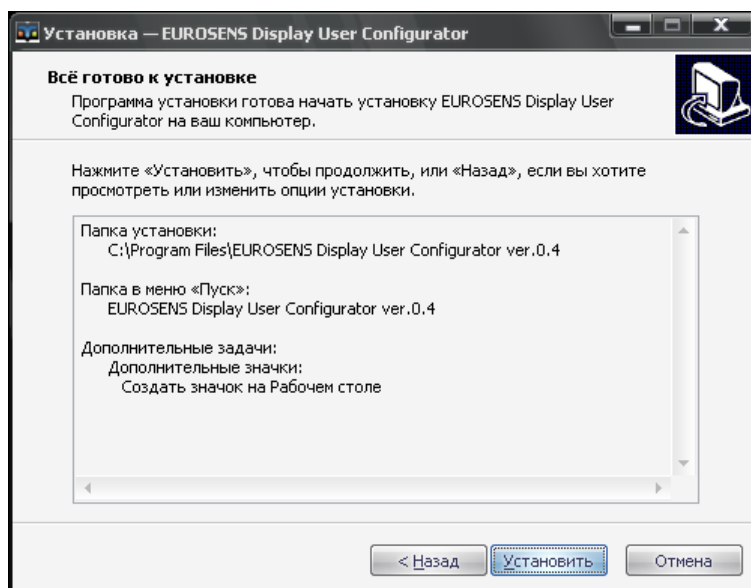 Установка — EUROSENS Display User Configurator
Всё готово к установке
Программа установки готова начать установку EUROSENS Display User
Configurator на ваш компьютер.
Нажмите «Установить», чтобы продолжить, или «Назад», если вы хотите
просмотреть или изменить опции установки.
Папка установки:
C:\Program Files\EUROSENS Display User Configurator ver.0.4
Папка в меню «Пуск»:
EUROSENS Display User Configurator ver.0.4
Дополнительные задачи:
Дополнительные значки:
Создать значок на Рабочем столе
< Назад
Установить
Отмена